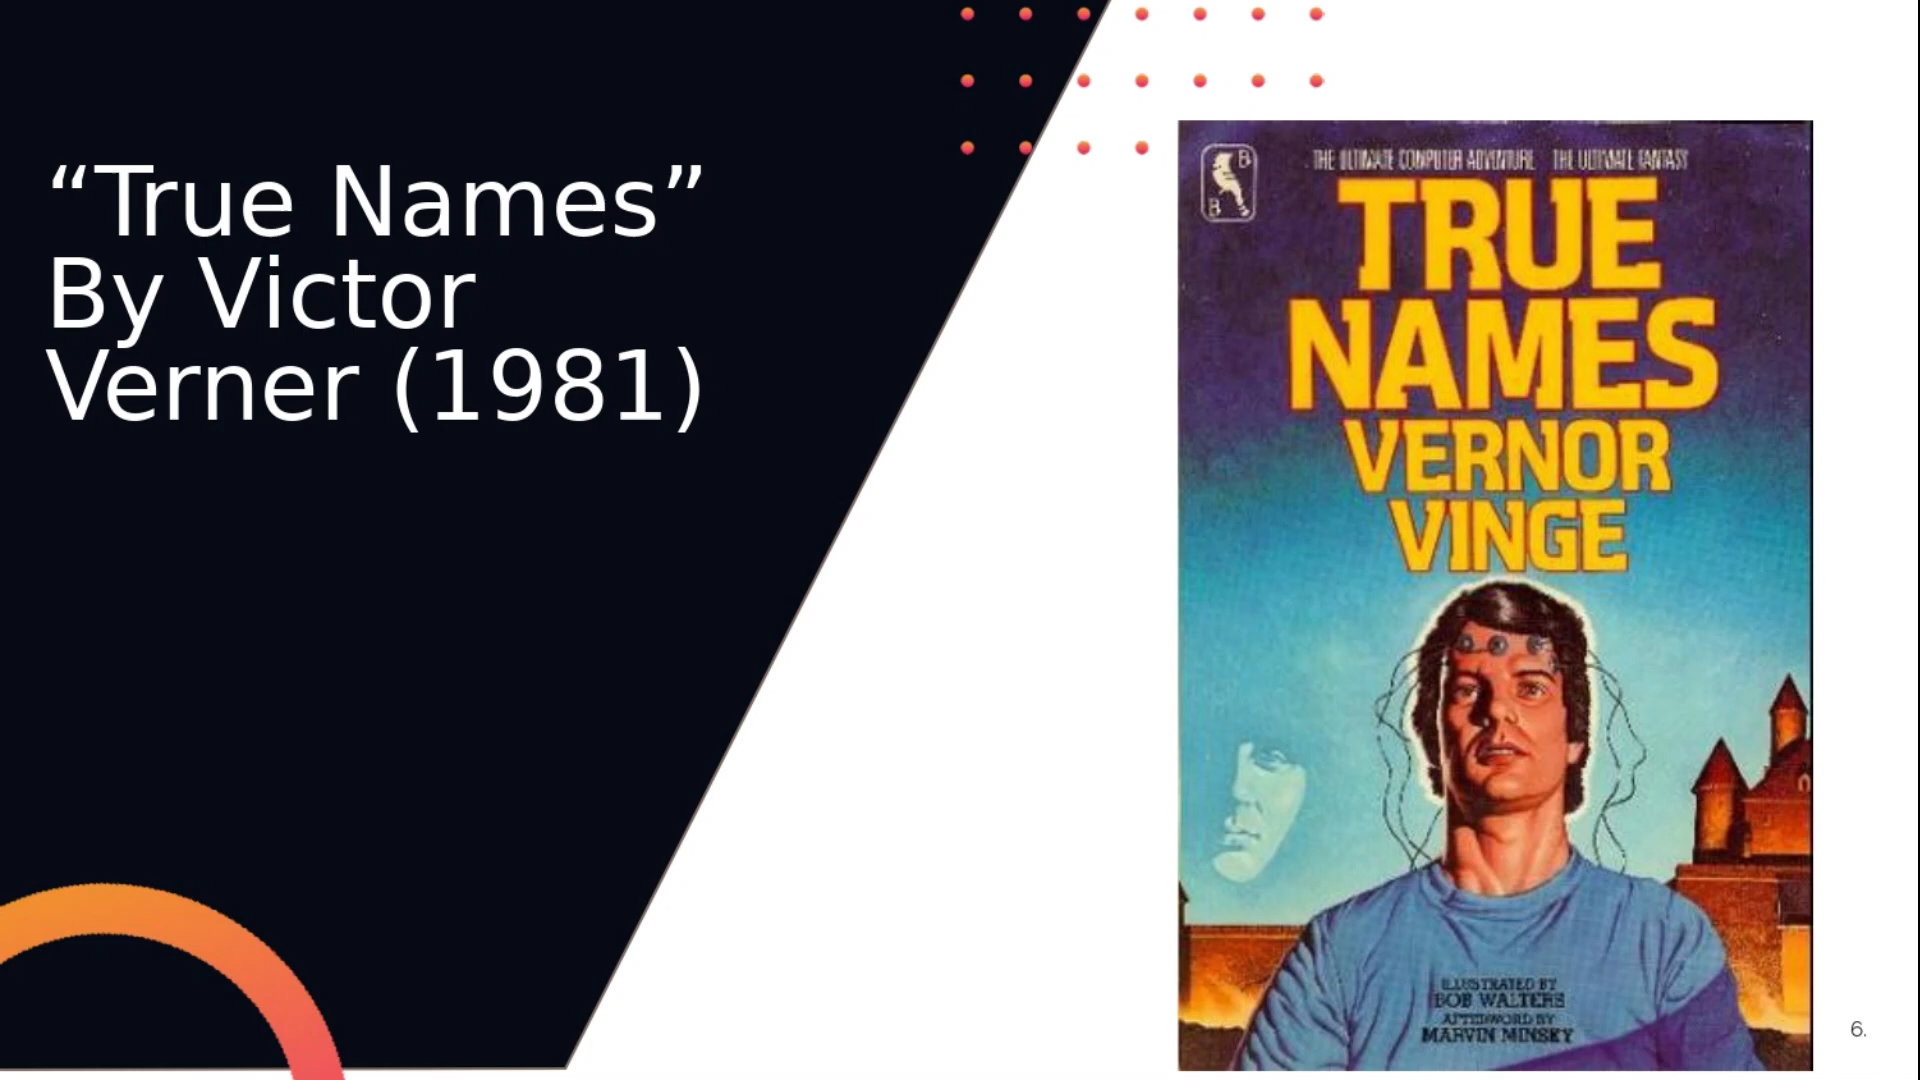 “True Names”
By Victor
Verner (1981)
B
B
THE ULTIMATE COMPUTER ADVENTURE THE ULTIMATE FANTASY
TRUE
NAMES
VERNOR
VINGE
ILLUSTRATED BY
BOB WALTERS
AFTERWORD BY
MARVIN MINSKY
6.